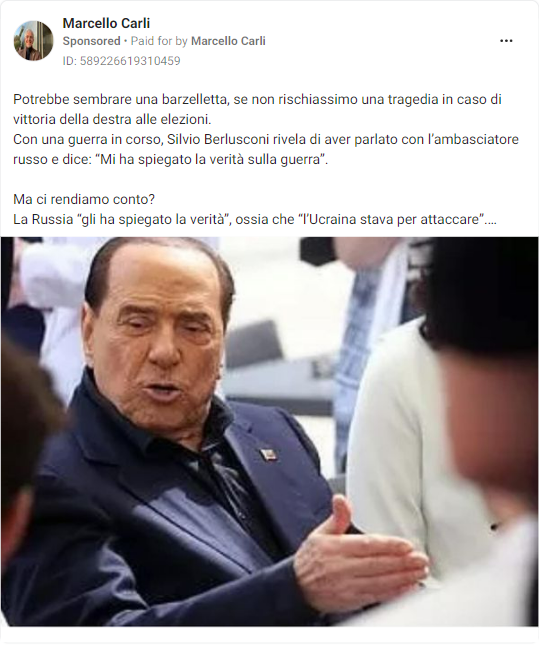 Marcello Carli
Sponsored • Paid for by Marcello Carli
ID: 589226619310459
Potrebbe sembrare una barzelletta, se non rischiassimo una tragedia in caso di
vittoria della destra alle elezioni.
Con una guerra in corso, Silvio Berlusconi rivela di aver parlato con l’ambasciatore
russo e dice: “Mi ha spiegato la verità sulla guerra”.
Ma ci rendiamo conto?
La Russia “gli ha spiegato la verità”, ossia che “l’Ucraina stava per attaccare”....